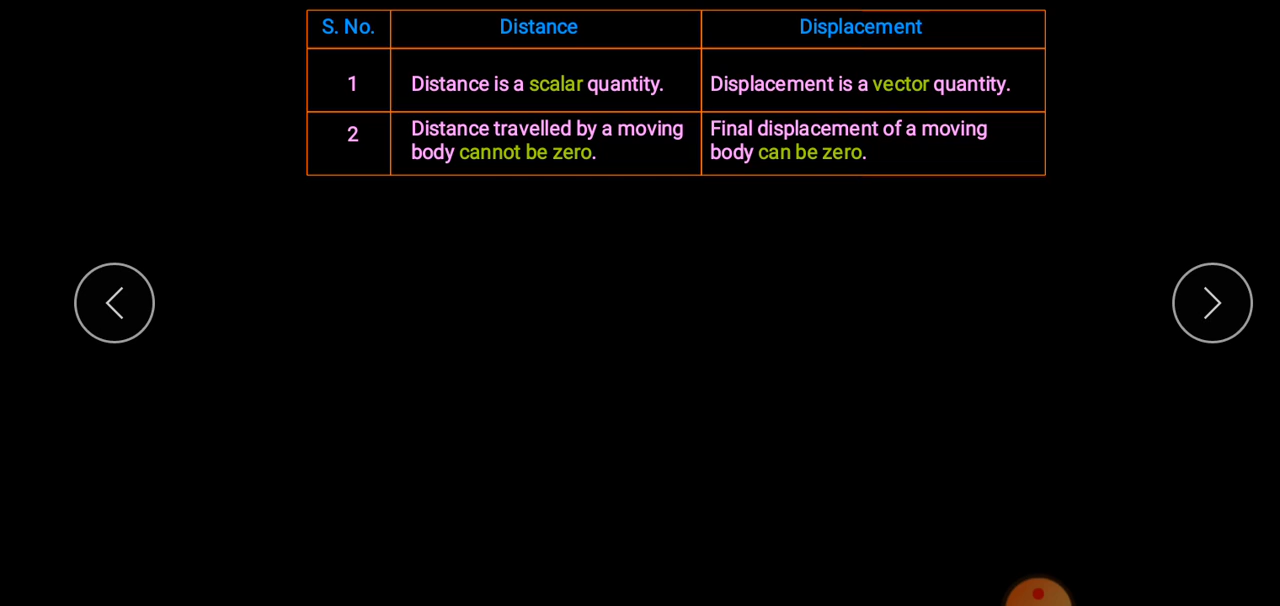 S. No. Distance Displacement
1 Distance is a scalar quantity. Displacement is a vector quantity.
2 Distance travelled by a moving Final displacement of a moving
body cannot be zero. body can be zero.